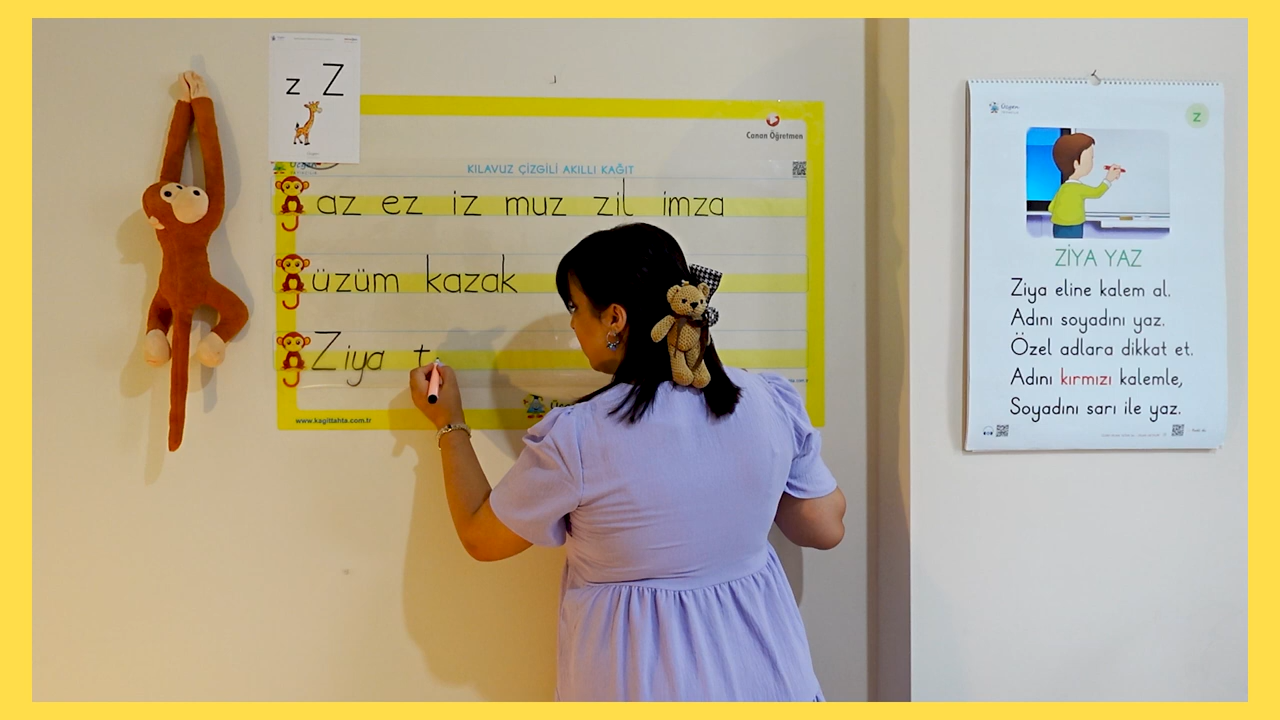 z Z
Canan Öğretmen
KILAVUZ ÇİZGİLİ AKILLI KAĞIT
az ez iz muz zil imza
üzüm kazak
Ziya t
www.kagittahta.com.tr
Üçgen
z
ZİYA YAZ
Ziya eline kalem al.
Adını soyadını yaz.
Özel adlara dikkat et.
Adını kırmızı kalemle,
Soyadını sarı ile yaz.